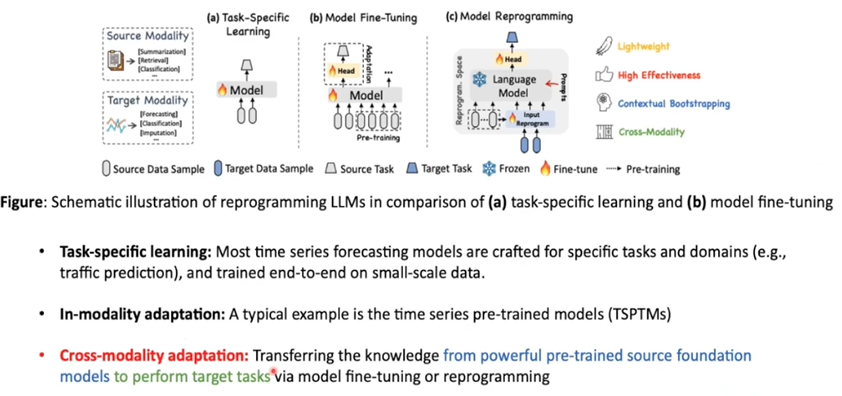 (a) Task-Specific Learning
(b) Model Fine-Tuning
(c) Model Reprogramming
Source Modality
[Summarization]
[Retrieval]
[Classification]
...
Target Modality
[Forecasting]
[Classification]
[Imputation]
...
Model
Head
Adaptation
...
Model
Pre-training
Reprogram. Space
Head
Language Model
Prompts
Input Reprogram
Lightweight
High Effectiveness
Contextual Bootstrapping
Cross-Modality
Source Data Sample Target Data Sample Source Task Target Task Frozen Fine-tune Pre-training
Figure: Schematic illustration of reprogramming LLMs in comparison of (a) task-specific learning and (b) model fine-tuning
• Task-specific learning: Most time series forecasting models are crafted for specific tasks and domains (e.g.,
traffic prediction), and trained end-to-end on small-scale data.
• In-modality adaptation: A typical example is the time series pre-trained models (TSPTMs)
• Cross-modality adaptation: Transferring the knowledge from powerful pre-trained source foundation
models to perform target tasks via model fine-tuning or reprogramming